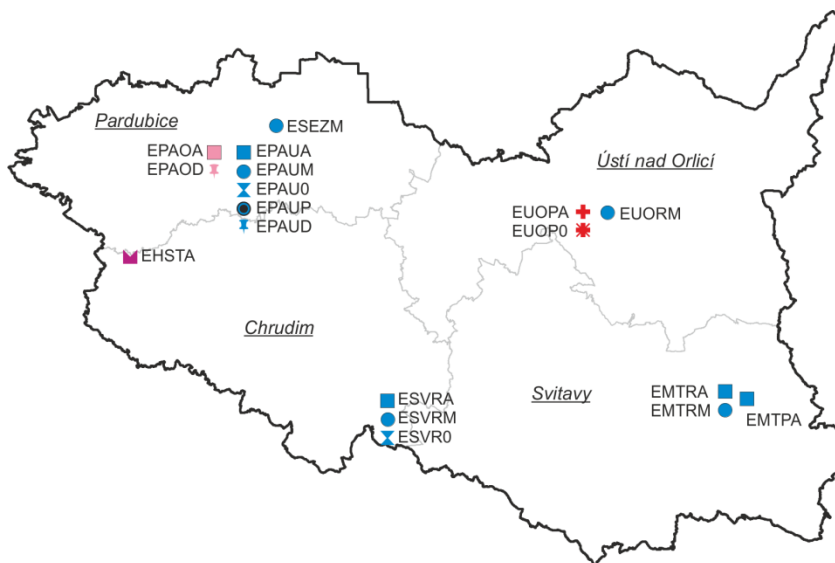 Pardubice
ESEZM
EPAOA
EPAUA
EPAOD
EPAUM
EPAU0
EPAUP
EPAUD
Ústí nad Orlicí
EUOPA
EUORM
EUOP0
EHSTA
Chrudim
Svitavy
ESVRA
ESVRM
ESVR0
EMTRA
EMTRM
EMTPA